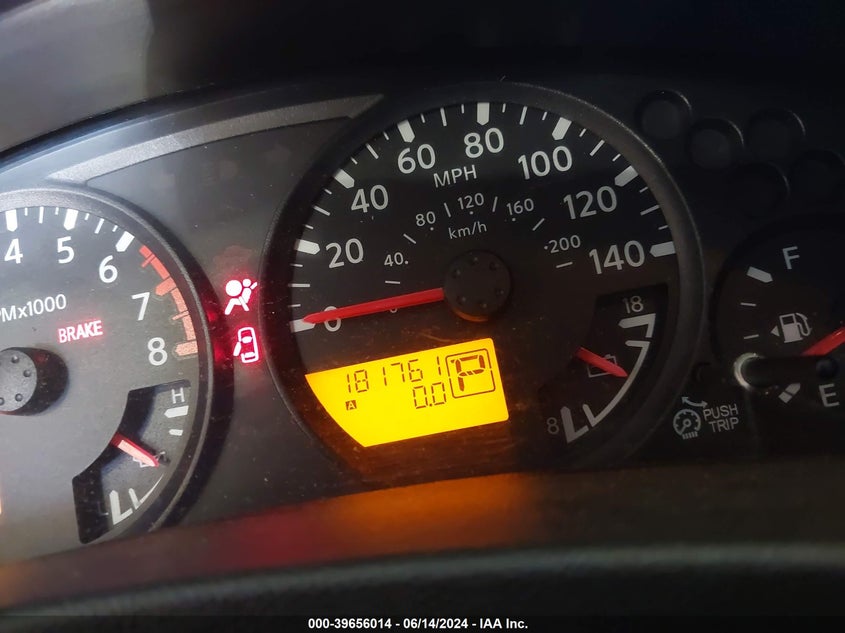 4 5 6 7 8
RPMx1000
BRAKE
H
0 20 40 60 80 100 120 140
MPH
40 80 120 160 200
km/h
181761 P
A 0.0
18
8
F
E
PUSH
TRIP
000-39656014 - 06/14/2024 - IAA Inc.